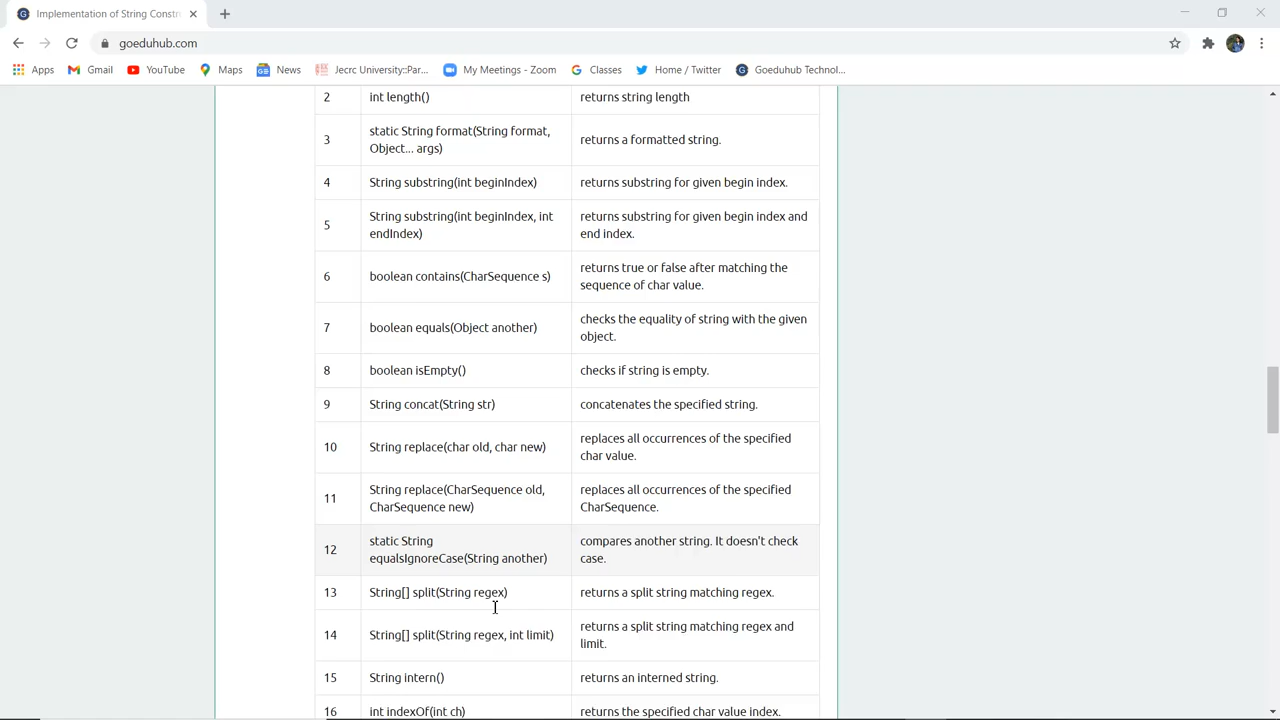 Implementation of String Constr
goeduhub.com
Apps Gmail YouTube Maps News Jecrc University::Par... My Meetings - Zoom Classes Home / Twitter Goeduhub Technol...
2 int length() returns string length
3 static String format(String format, returns a formatted string.
Object... args)
4 String substring(int beginIndex) returns substring for given begin index.
5 String substring(int beginIndex, int returns substring for given begin index and
endIndex) end index.
6 boolean contains(CharSequence s) returns true or false after matching the
sequence of char value.
7 boolean equals(Object another) checks the equality of string with the given
object.
8 boolean isEmpty() checks if string is empty.
9 String concat(String str) concatenates the specified string.
10 String replace(char old, char new) replaces all occurrences of the specified
char value.
11 String replace(CharSequence old, replaces all occurrences of the specified
CharSequence new) CharSequence.
12 static String compares another string. It doesn't check
equalsIgnoreCase(String another) case.
13 String[] split(String regex) returns a split string matching regex.
14 String[] split(String regex, int limit) returns a split string matching regex and
limit.
15 String intern() returns an interned string.
16 int indexOf(int ch) returns the specified char value index.